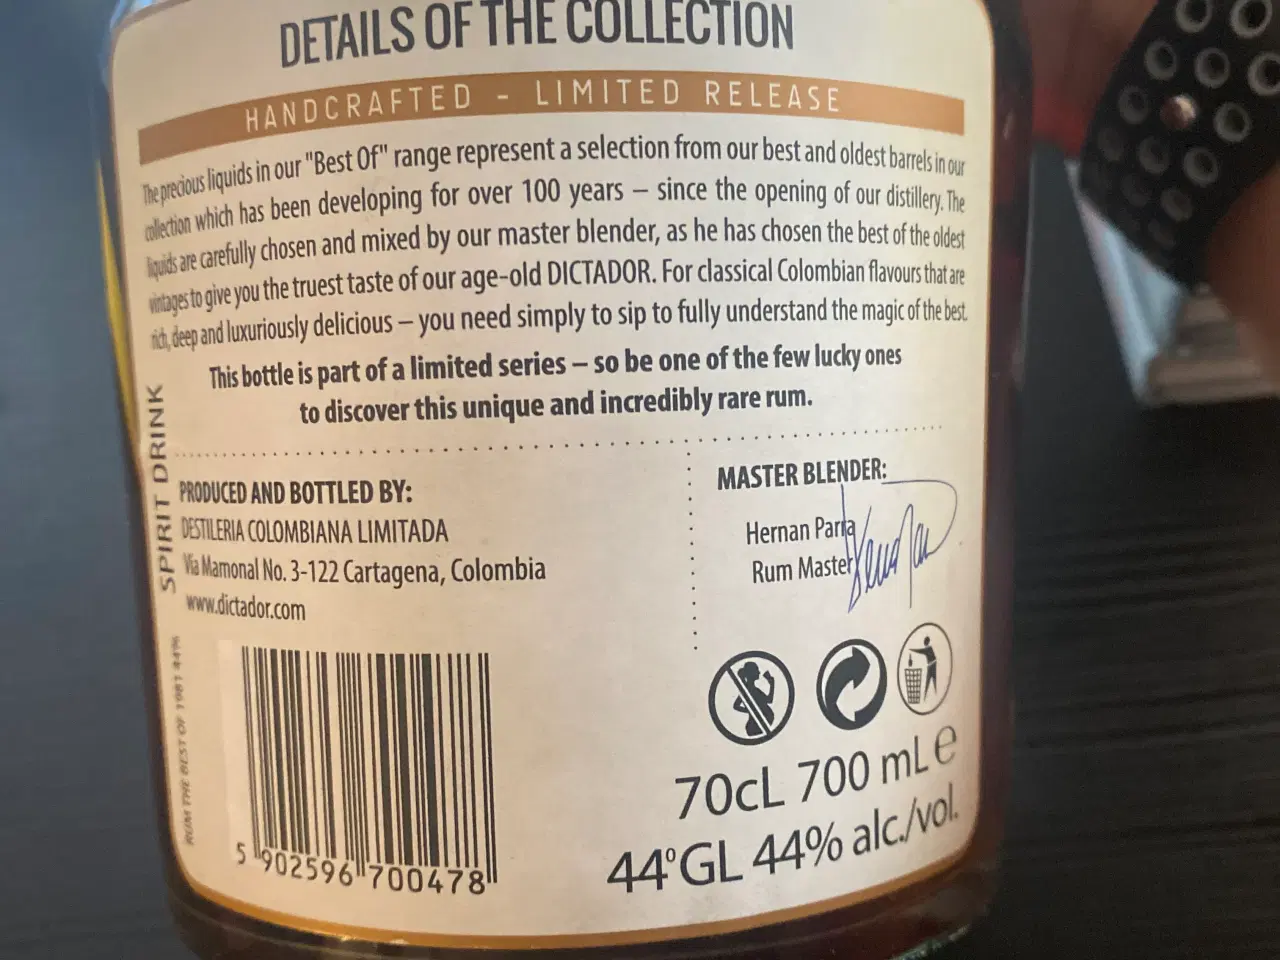 DETAILS OF THE COLLECTION
HANDCRAFTED - LIMITED RELEASE
The precious liquids in our "Best Of" range represent a selection from our best and oldest barrels in our
collection which has been developing for over 100 years – since the opening of our distillery. The
liquids are carefully chosen and mixed by our master blender, as he has chosen the best of the oldest
vintages to give you the truest taste of our age-old DICTADOR. For classical Colombian flavours that are
rich, deep and luxuriously delicious – you need simply to sip to fully understand the magic of the best.
This bottle is part of a limited series – so be one of the few lucky ones
to discover this unique and incredibly rare rum.
SPIRIT DRINK
PRODUCED AND BOTTLED BY:
DESTILERIA COLOMBIANA LIMITADA
Via Mamonal No. 3-122 Cartagena, Colombia
www.dictador.com
MASTER BLENDER:
Hernan Parra
Rum Master
RUM THE BEST OF 1981 44%
5 902596 700478
70cL 700 mL e
44°GL 44% alc./vol.